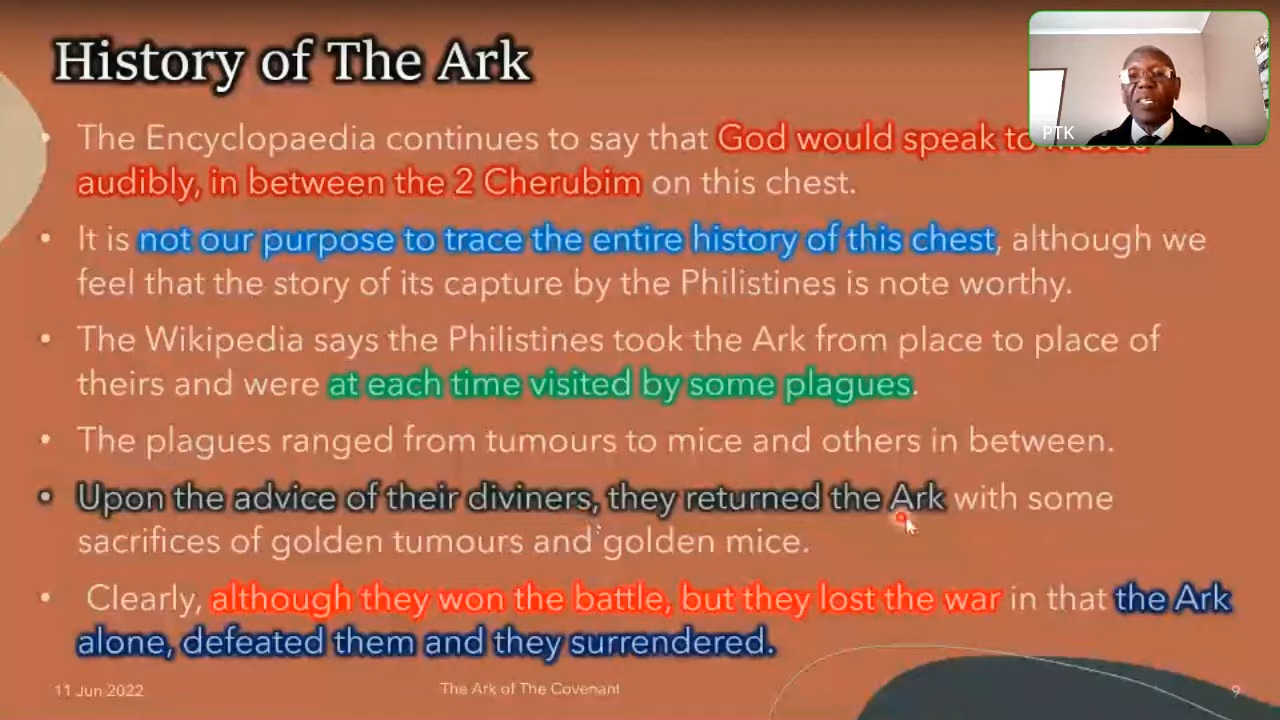 History of The Ark
PTK
• The Encyclopaedia continues to say that God would speak to
audibly, in between the 2 Cherubim on this chest.
• It is not our purpose to trace the entire history of this chest, although we
feel that the story of its capture by the Philistines is note worthy.
• The Wikipedia says the Philistines took the Ark from place to place of
theirs and were at each time visited by some plagues.
• The plagues ranged from tumours to mice and others in between.
• Upon the advice of their diviners, they returned the Ark with some
sacrifices of golden tumours and golden mice.
• Clearly, although they won the battle, but they lost the war in that the Ark
alone, defeated them and they surrendered.
11 Jun 2022
The Ark of The Covenant
9